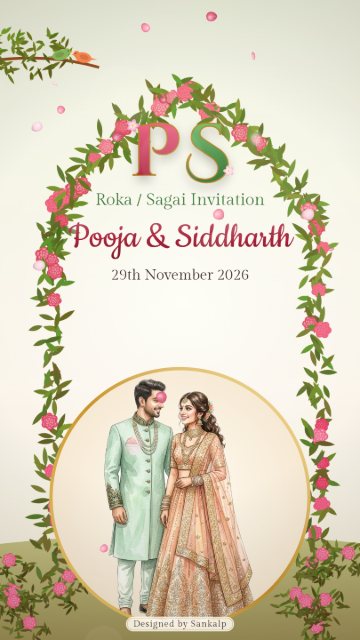 PS
Roka / Sagai Invitation
Pooja & Siddharth
29th November 2026
Designed by Sankalp